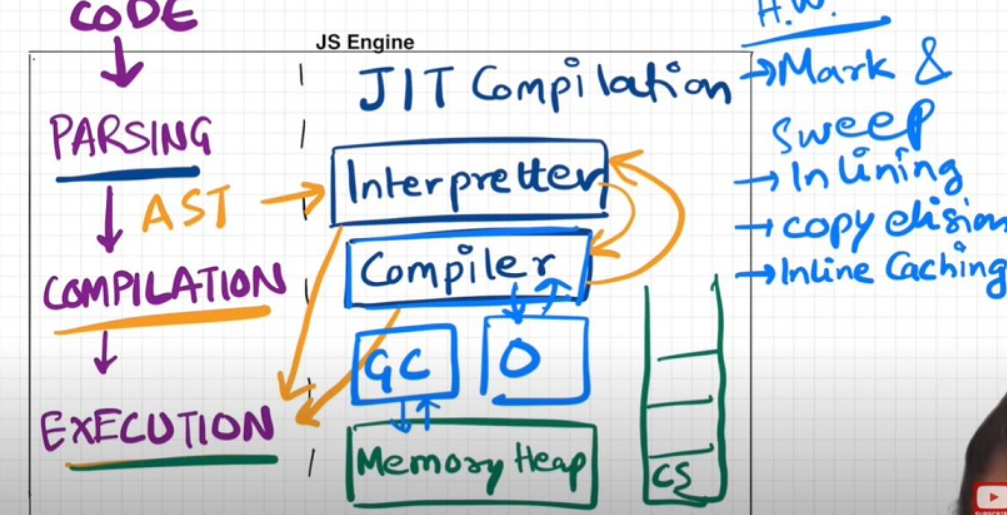 CODE
JS Engine
H.W.
JIT Compilation
→Mark &
Sweep
PARSING
Interpretter
→Inlining
AST
→copy elision
Compiler
→Inline Caching
COMPILATION
GC
O
EXECUTION
Memory Heap
CS
SUBSCRIBE